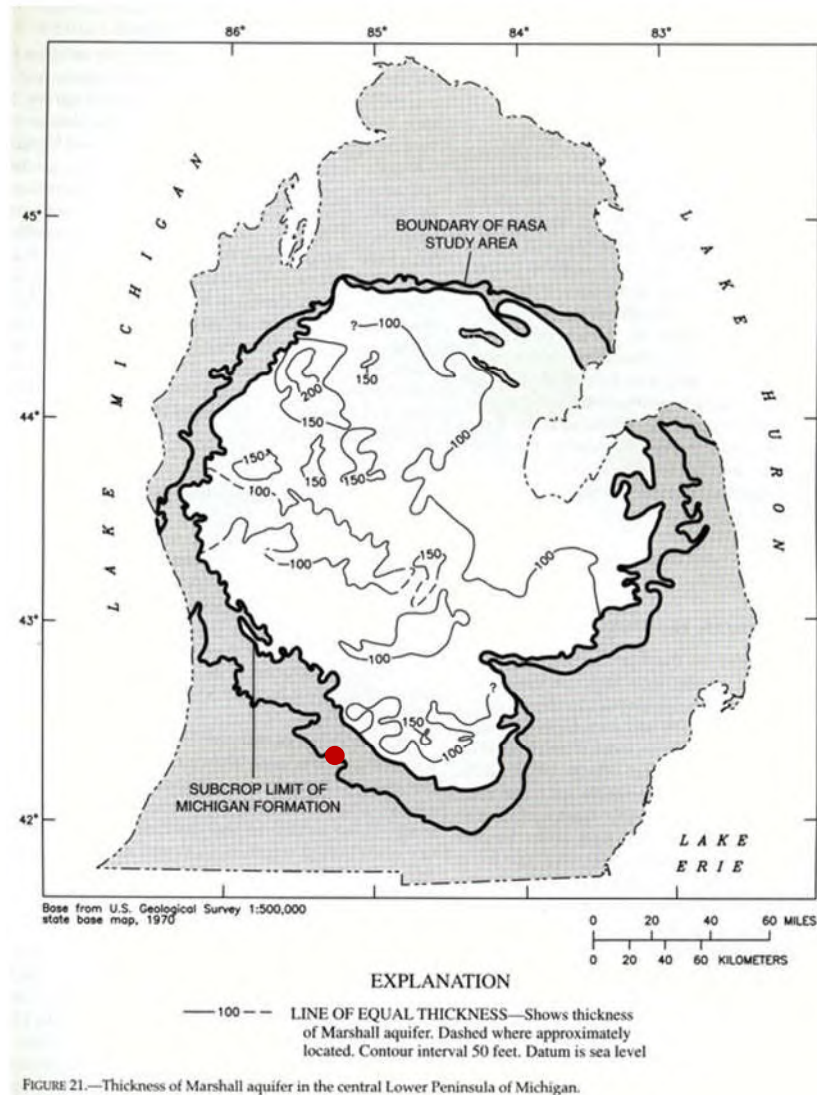 86° 85° 84° 83°
45°
44°
43°
42°
LAKE MICHIGAN
LAKE HURON
BOUNDARY OF RASA
STUDY AREA
?
100
200
150
150
100
150
150
150
100
100
150
100
100
?
150
100
SUBCROP LIMIT OF
MICHIGAN FORMATION
LAKE
ERIE
Base from U.S. Geological Survey 1:500,000
state base map, 1970
0 20 40 60 MILES
0 20 40 60 KILOMETERS
EXPLANATION
100 LINE OF EQUAL THICKNESS—Shows thickness
of Marshall aquifer. Dashed where approximately
located. Contour interval 50 feet. Datum is sea level
FIGURE 21.—Thickness of Marshall aquifer in the central Lower Peninsula of Michigan.